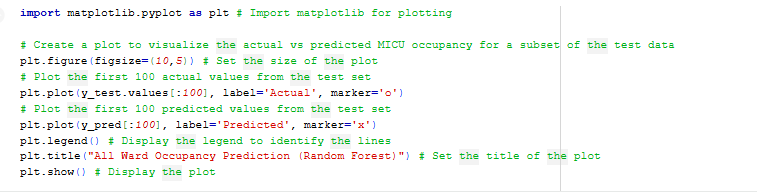 import matplotlib.pyplot as plt # Import matplotlib for plotting
# Create a plot to visualize the actual vs predicted MICU occupancy for a subset of the test data
plt.figure(figsize=(10,5)) # Set the size of the plot
# Plot the first 100 actual values from the test set
plt.plot(y_test.values[:100], label='Actual', marker='o')
# Plot the first 100 predicted values from the test set
plt.plot(y_pred[:100], label='Predicted', marker='x')
plt.legend() # Display the legend to identify the lines
plt.title("All Ward Occupancy Prediction (Random Forest)") # Set the title of the plot
plt.show() # Display the plot